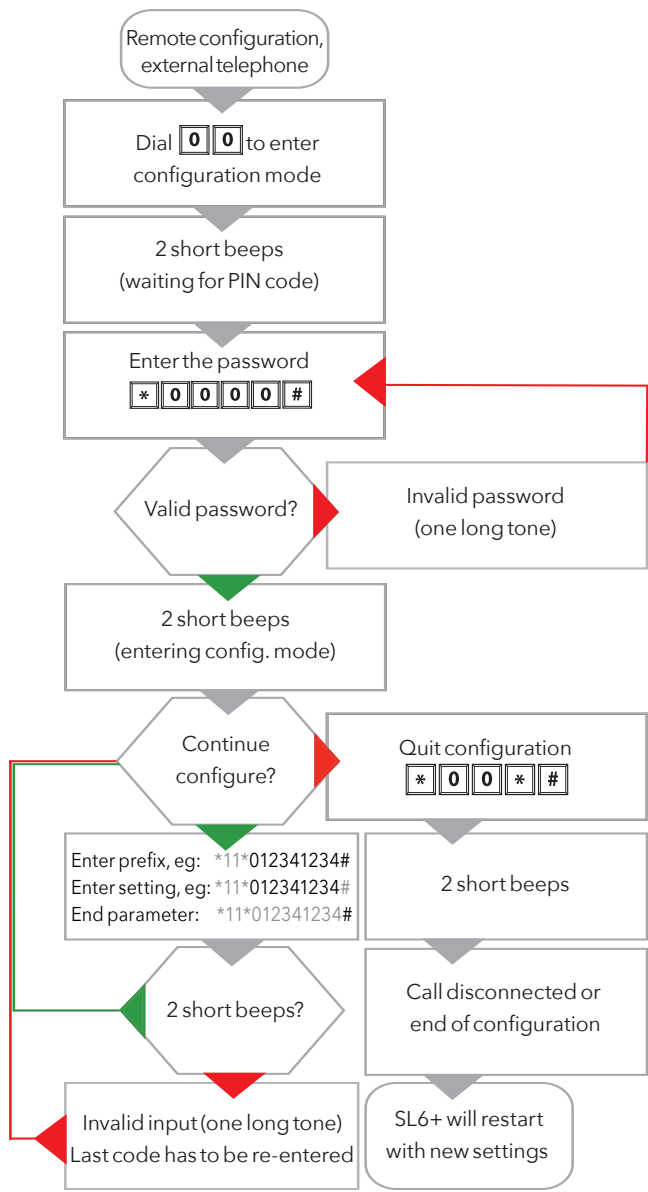 Remote configuration,
external telephone
Dial 0 0 to enter
configuration mode
2 short beeps
(waiting for PIN code)
Enter the password
* 0 0 0 0 #
Valid password?
Invalid password
(one long tone)
2 short beeps
(entering config. mode)
Continue
configure?
Quit configuration
* 0 0 * #
Enter prefix, eg: *11*012341234#
Enter setting, eg: *11*012341234#
End parameter: *11*012341234#
2 short beeps
2 short beeps?
Call disconnected or
end of configuration
Invalid input (one long tone)
Last code has to be re-entered
SL6+ will restart
with new settings